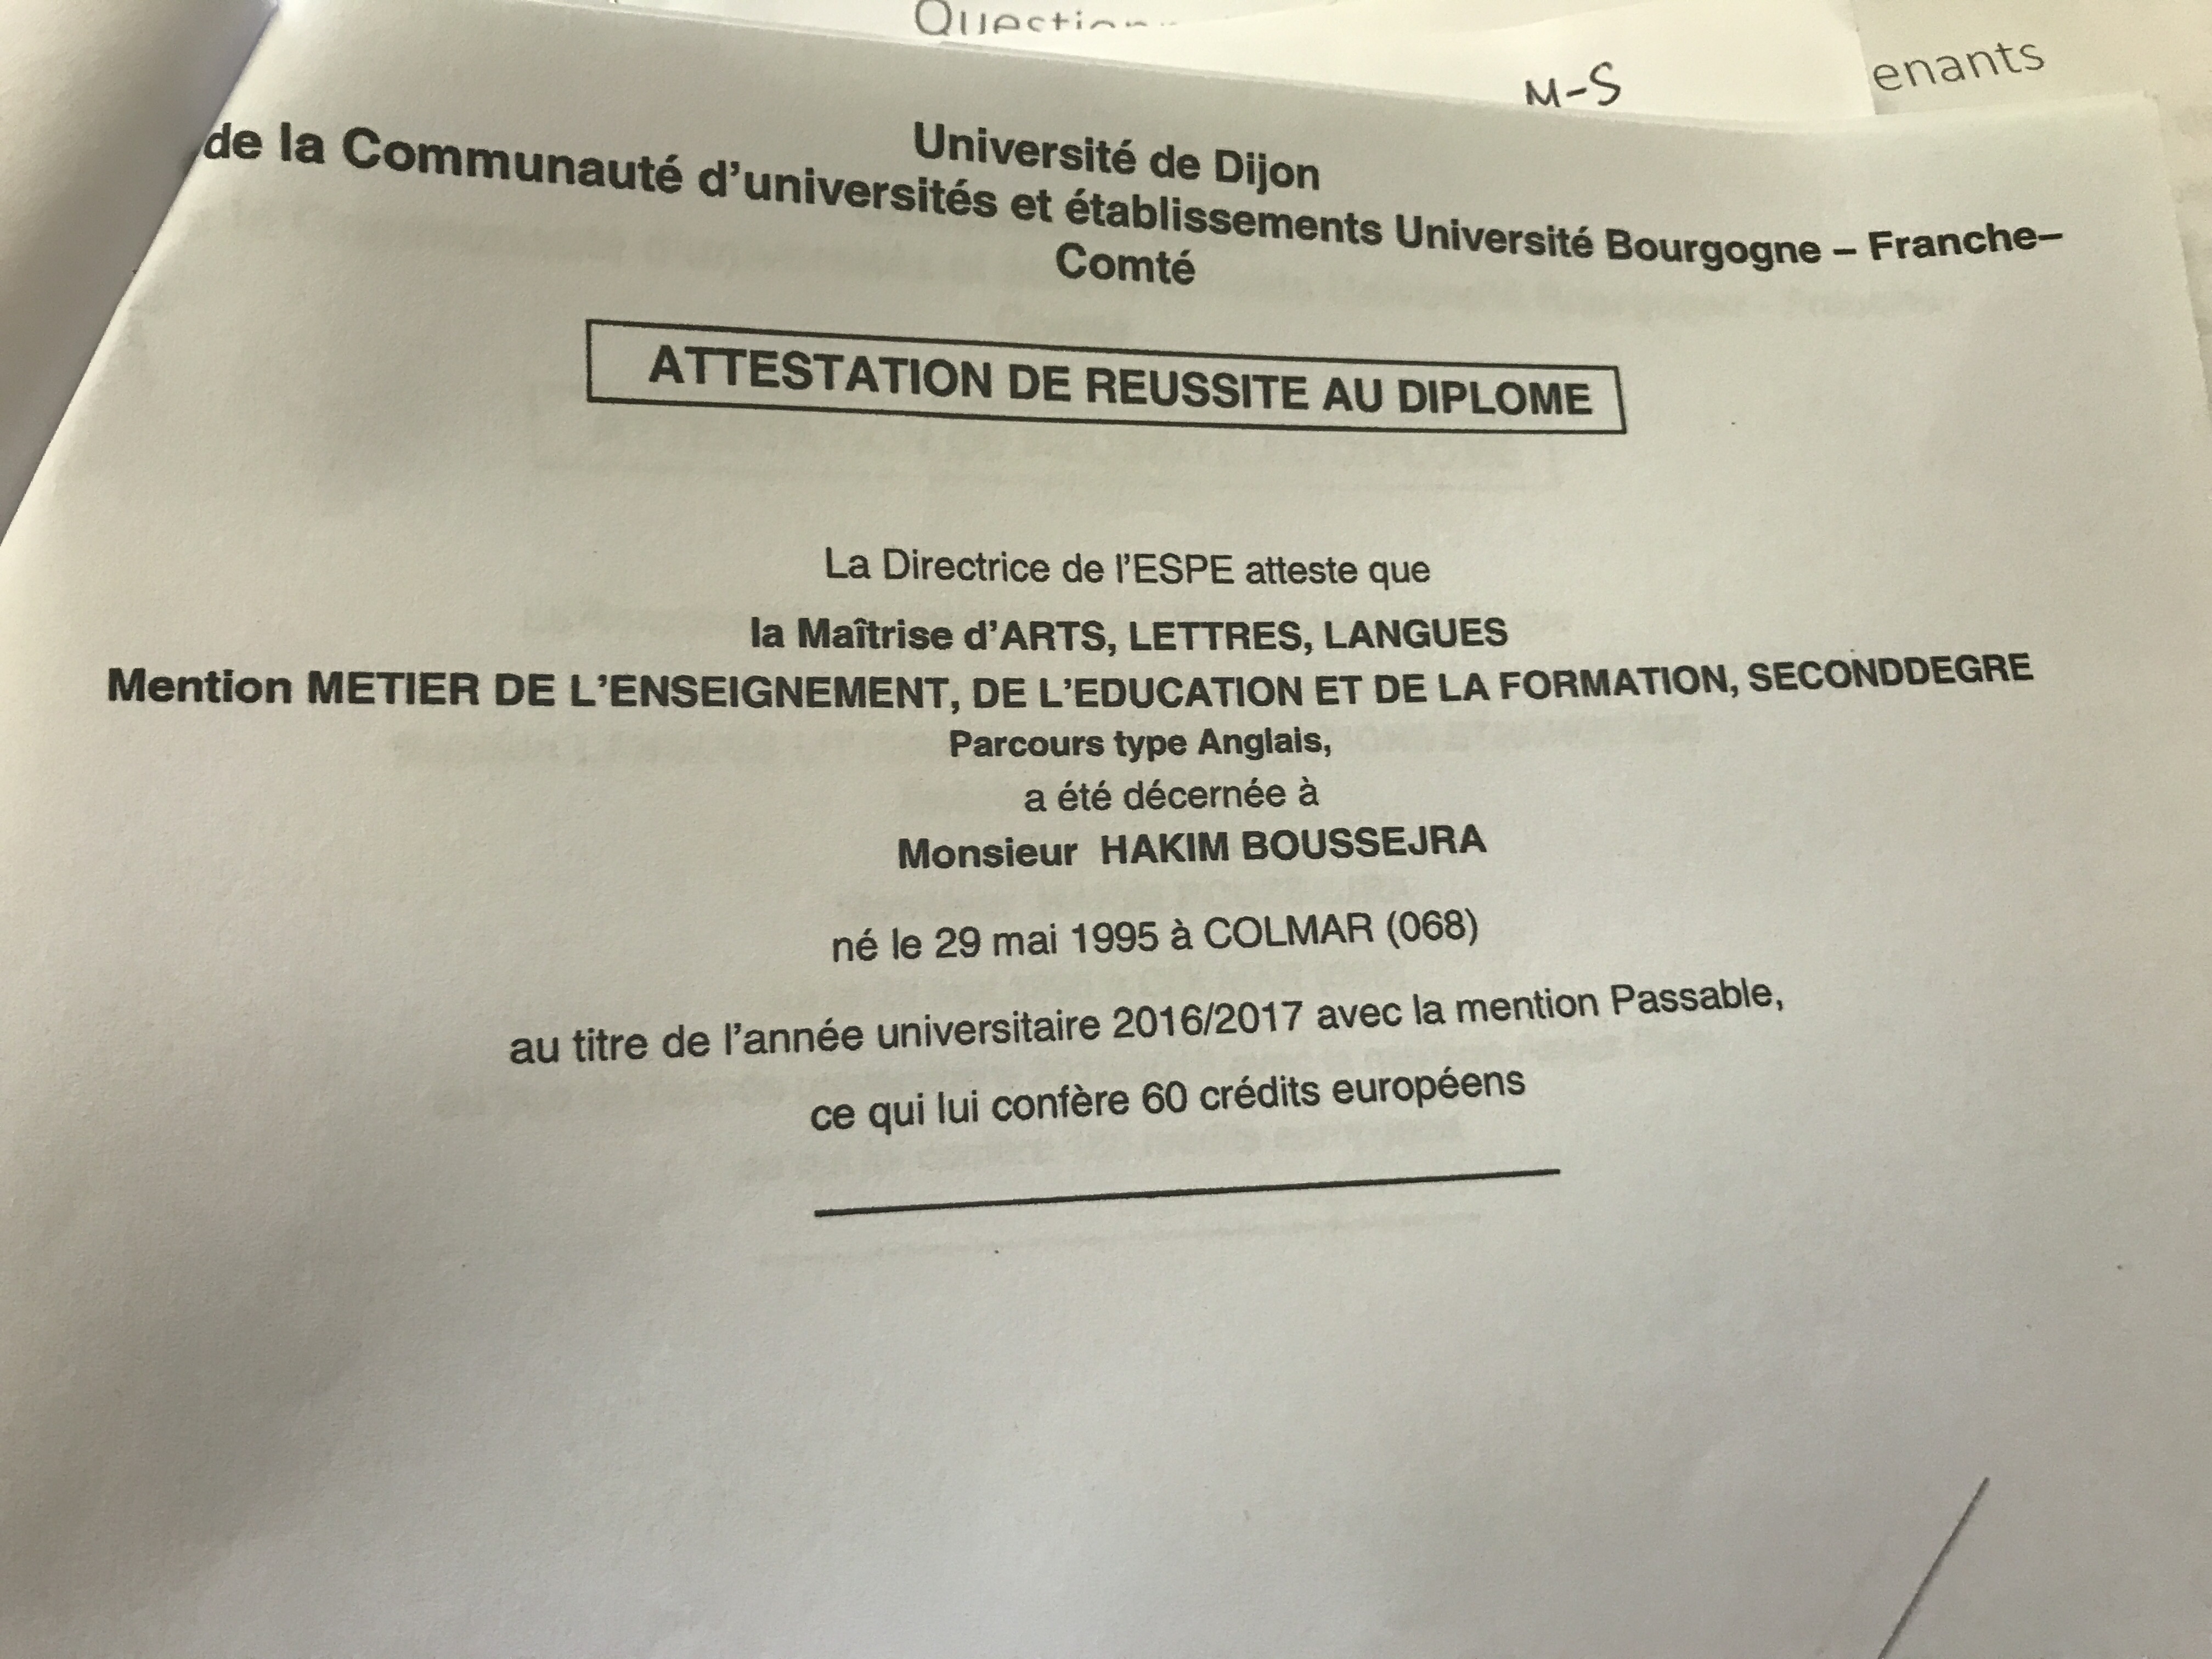 M-S
enants
Université de Dijon
de la Communauté d'universités et établissements Université Bourgogne – Franche–
Comté
ATTESTATION DE REUSSITE AU DIPLOME
La Directrice de l'ESPE atteste que
la Maîtrise d'ARTS, LETTRES, LANGUES
Mention METIER DE L'ENSEIGNEMENT, DE L'EDUCATION ET DE LA FORMATION, SECONDDEGRE
Parcours type Anglais,
a été décernée à
Monsieur HAKIM BOUSSEJRA
né le 29 mai 1995 à COLMAR (068)
au titre de l'année universitaire 2016/2017 avec la mention Passable,
ce qui lui confère 60 crédits européens